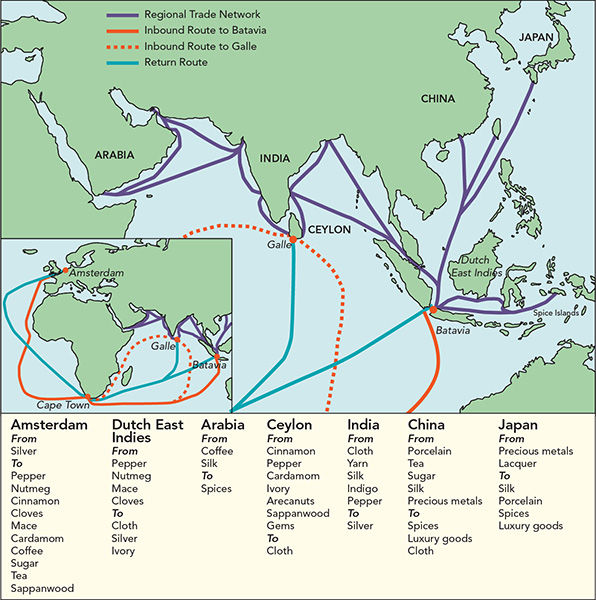 Regional Trade Network
Inbound Route to Batavia
Inbound Route to Galle
Return Route
JAPAN
CHINA
ARABIA
INDIA
CEYLON
Galle
Dutch
East Indies
Spice Islands
Batavia
Amsterdam
Galle
Batavia
Cape Town
Amsterdam
From
Silver
To
Pepper
Nutmeg
Cinnamon
Cloves
Mace
Cardamom
Coffee
Sugar
Tea
Sappanwood
Dutch East
Indies
From
Pepper
Nutmeg
Mace
Cloves
To
Cloth
Silver
Ivory
Arabia
From
Coffee
Silk
To
Spices
Ceylon
From
Cinnamon
Pepper
Cardamom
Ivory
Arecanuts
Sappanwood
Gems
To
Cloth
India
From
Cloth
Yarn
Silk
Indigo
Pepper
To
Silver
China
From
Porcelain
Tea
Sugar
Silk
Precious metals
To
Spices
Luxury goods
Cloth
Japan
From
Precious metals
Lacquer
To
Silk
Porcelain
Spices
Luxury goods